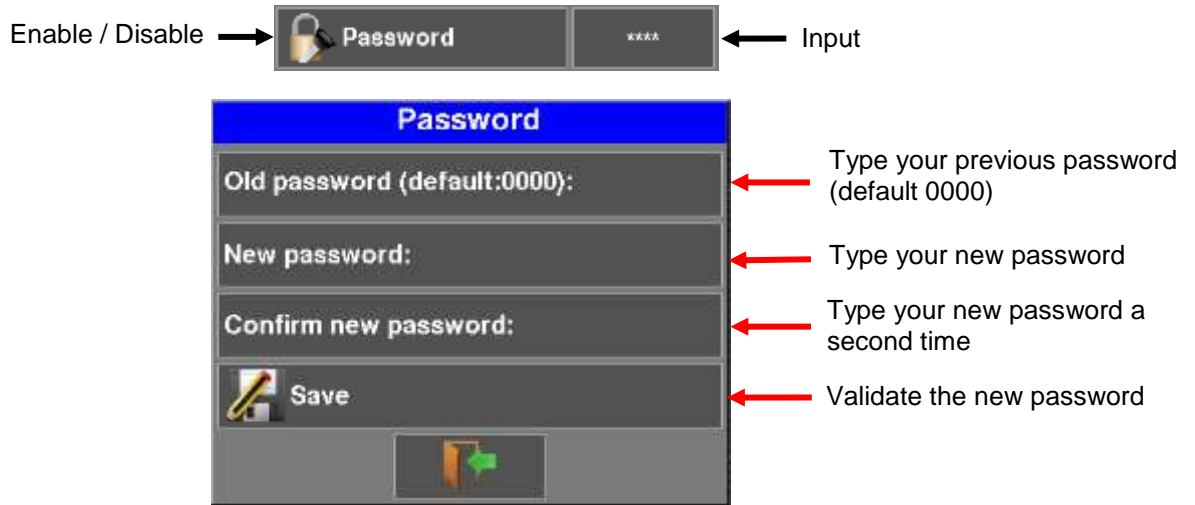 Enable / Disable
Password
****
Input
Password
Old password (default:0000):
Type your previous password
(default 0000)
New password:
Type your new password
Confirm new password:
Type your new password a
second time
Save
Validate the new password